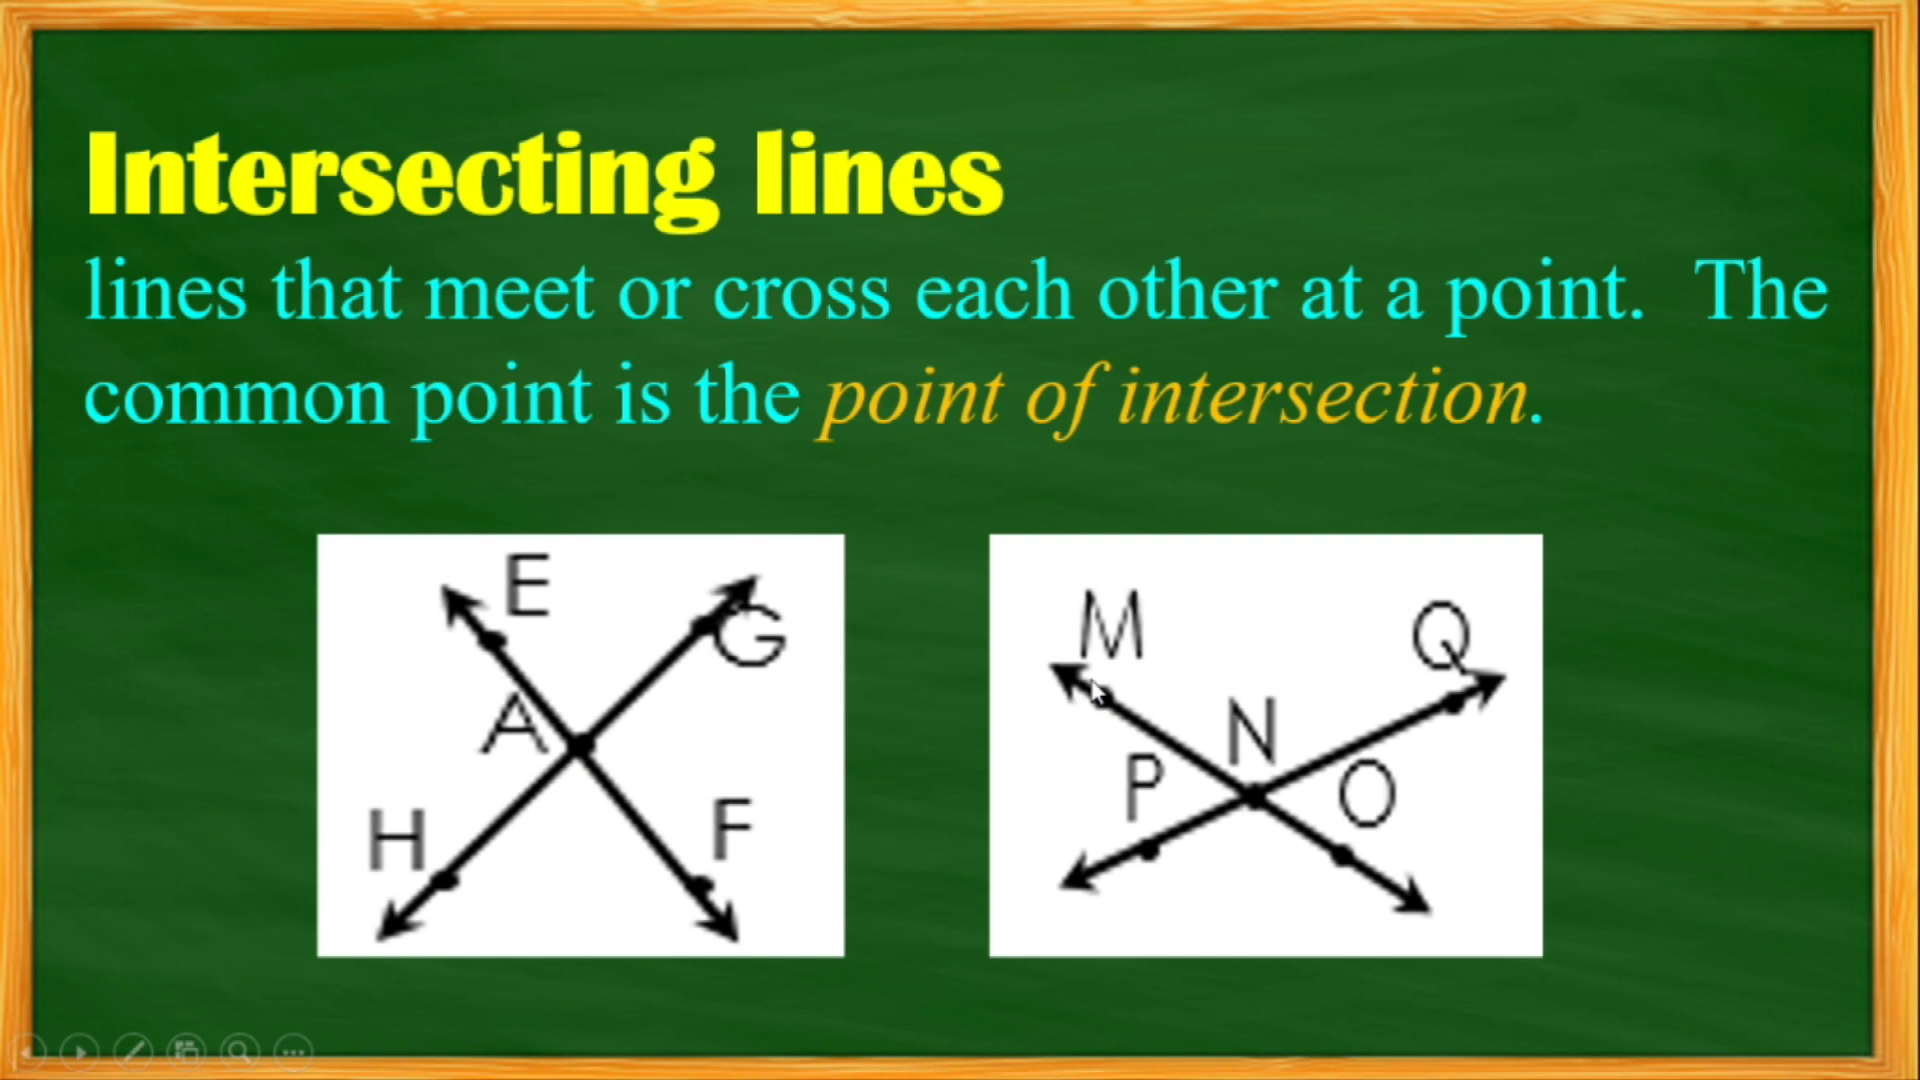 Intersecting lines
lines that meet or cross each other at a point. The
common point is the point of intersection.
E
G
A
H
F
M
Q
N
P
O